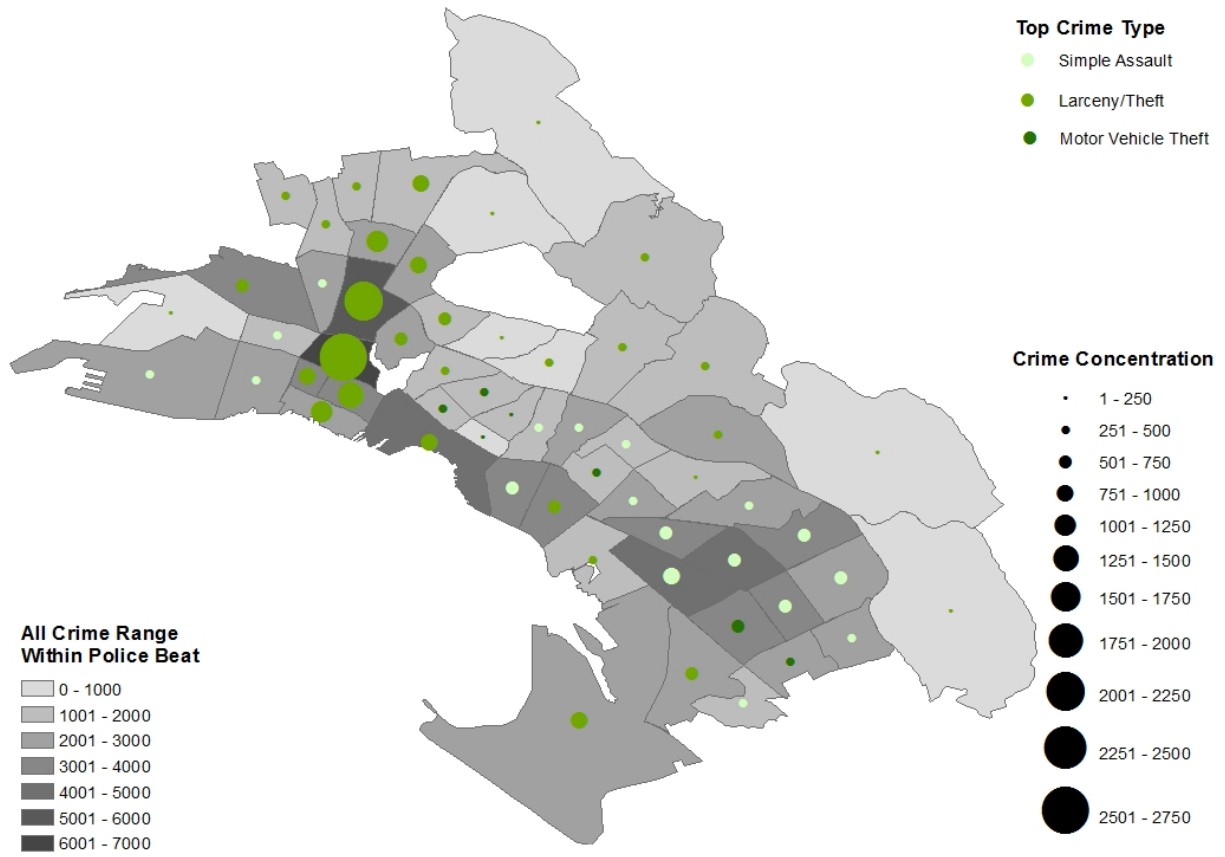 Top Crime Type
Simple Assault
Larceny/Theft
Motor Vehicle Theft
Crime Concentration
1 - 250
251 - 500
501 - 750
751 - 1000
1001 - 1250
1251 - 1500
1501 - 1750
1751 - 2000
2001 - 2250
2251 - 2500
2501 - 2750
All Crime Range
Within Police Beat
0 - 1000
1001 - 2000
2001 - 3000
3001 - 4000
4001 - 5000
5001 - 6000
6001 - 7000